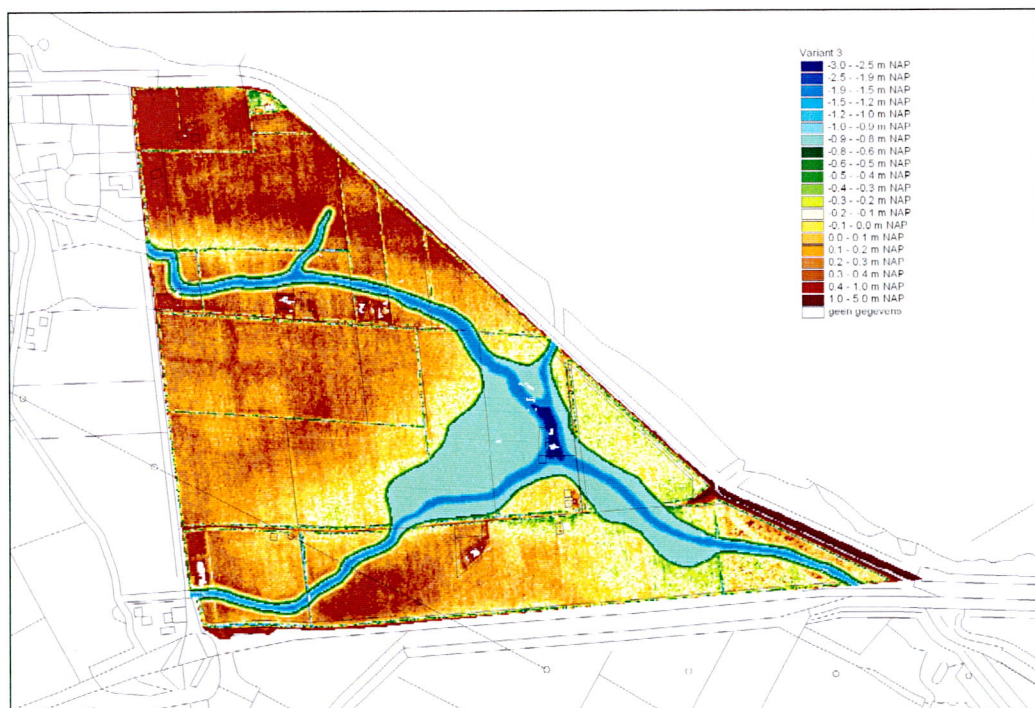 Variant 3
-3.0 - -2.5 m NAP
-2.5 - -1.9 m NAP
-1.9 - -1.5 m NAP
-1.5 - -1.2 m NAP
-1.2 - -1.0 m NAP
-1.0 - -0.9 m NAP
-0.9 - -0.8 m NAP
-0.8 - -0.6 m NAP
-0.6 - -0.5 m NAP
-0.5 - -0.4 m NAP
-0.4 - -0.3 m NAP
-0.3 - -0.2 m NAP
-0.2 - -0.1 m NAP
-0.1 - 0.0 m NAP
0.0 - 0.1 m NAP
0.1 - 0.2 m NAP
0.2 - 0.3 m NAP
0.3 - 0.4 m NAP
0.4 - 1.0 m NAP
1.0 - 5.0 m NAP
geen gegevens